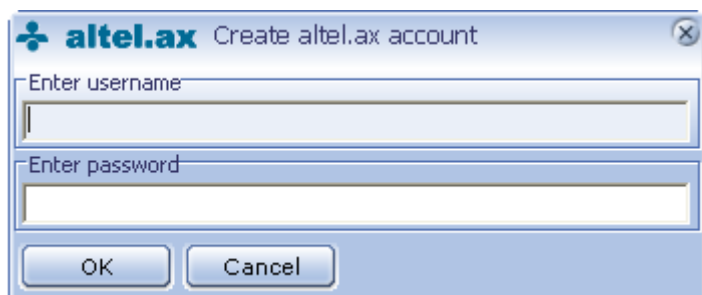 altel.ax Create altel.ax account
Enter username
Enter password
OK Cancel